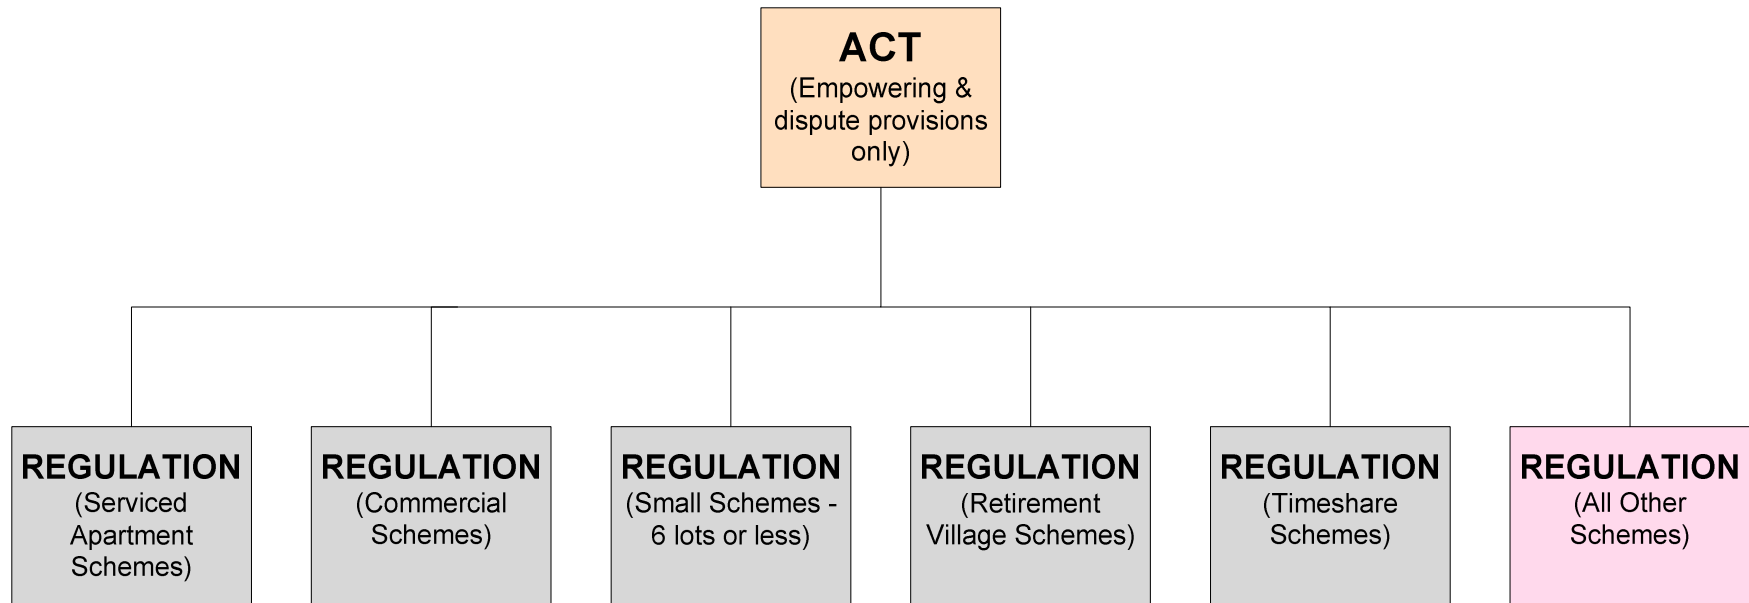 ACT
(Empowering &
dispute provisions
only)
REGULATION
(Serviced
Apartment
Schemes)
REGULATION
(Commercial
Schemes)
REGULATION
(Small Schemes -
6 lots or less)
REGULATION
(Retirement
Village Schemes)
REGULATION
(Timeshare
Schemes)
REGULATION
(All Other
Schemes)